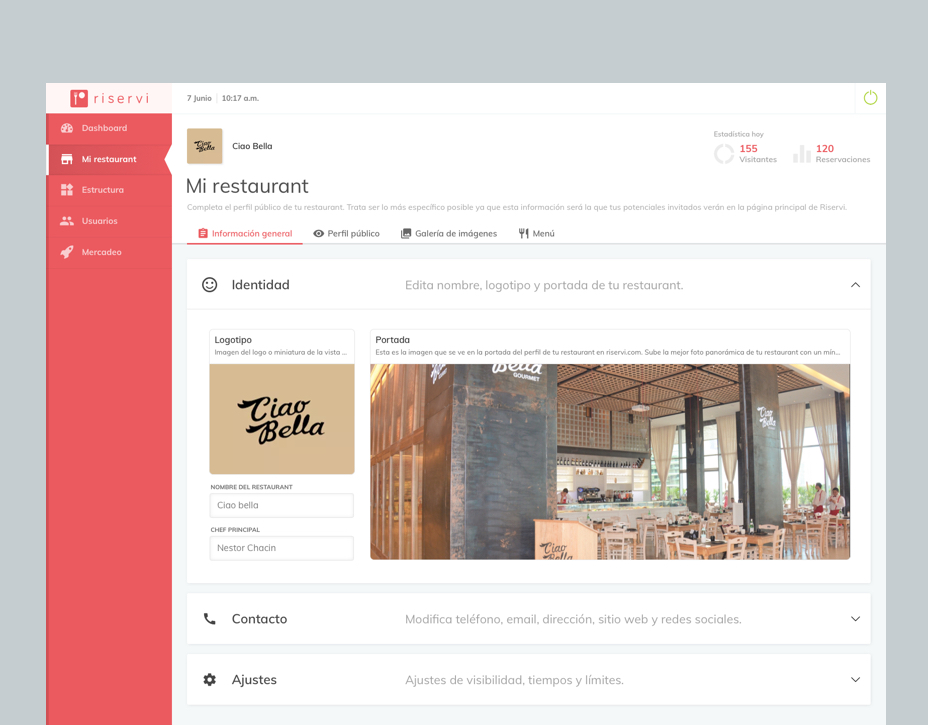 riservi
7 Junio
10:17 a.m.
Dashboard
Mi restaurant
Estructura
Usuarios
Mercadeo
Ciao Bella
Ciao Bella
Estadística hoy
155
Visitantes
120
Reservaciones
Mi restaurant
Completa el perfil público de tu restaurant. Trata ser lo más específico posible ya que esta información será la que tus potenciales invitados verán en la página principal de Riservi.
Información general
Perfil público
Galería de imágenes
Menú
Identidad
Edita nombre, logotipo y portada de tu restaurant.
Logotipo
Imagen del logo o miniatura de la vista ...
Ciao
Bella
NOMBRE DEL RESTAURANT
Ciao bella
CHEF PRINCIPAL
Nestor Chacin
Portada
Esta es la imagen que se ve en la portada del perfil de tu restaurant en riservi.com. Sube la mejor foto panorámica de tu restaurant con un mín...
Bella
GOURMET
Ciao
Bella
Ciao
Bella
Contacto
Modifica teléfono, email, dirección, sitio web y redes sociales.
Ajustes
Ajustes de visibilidad, tiempos y límites.